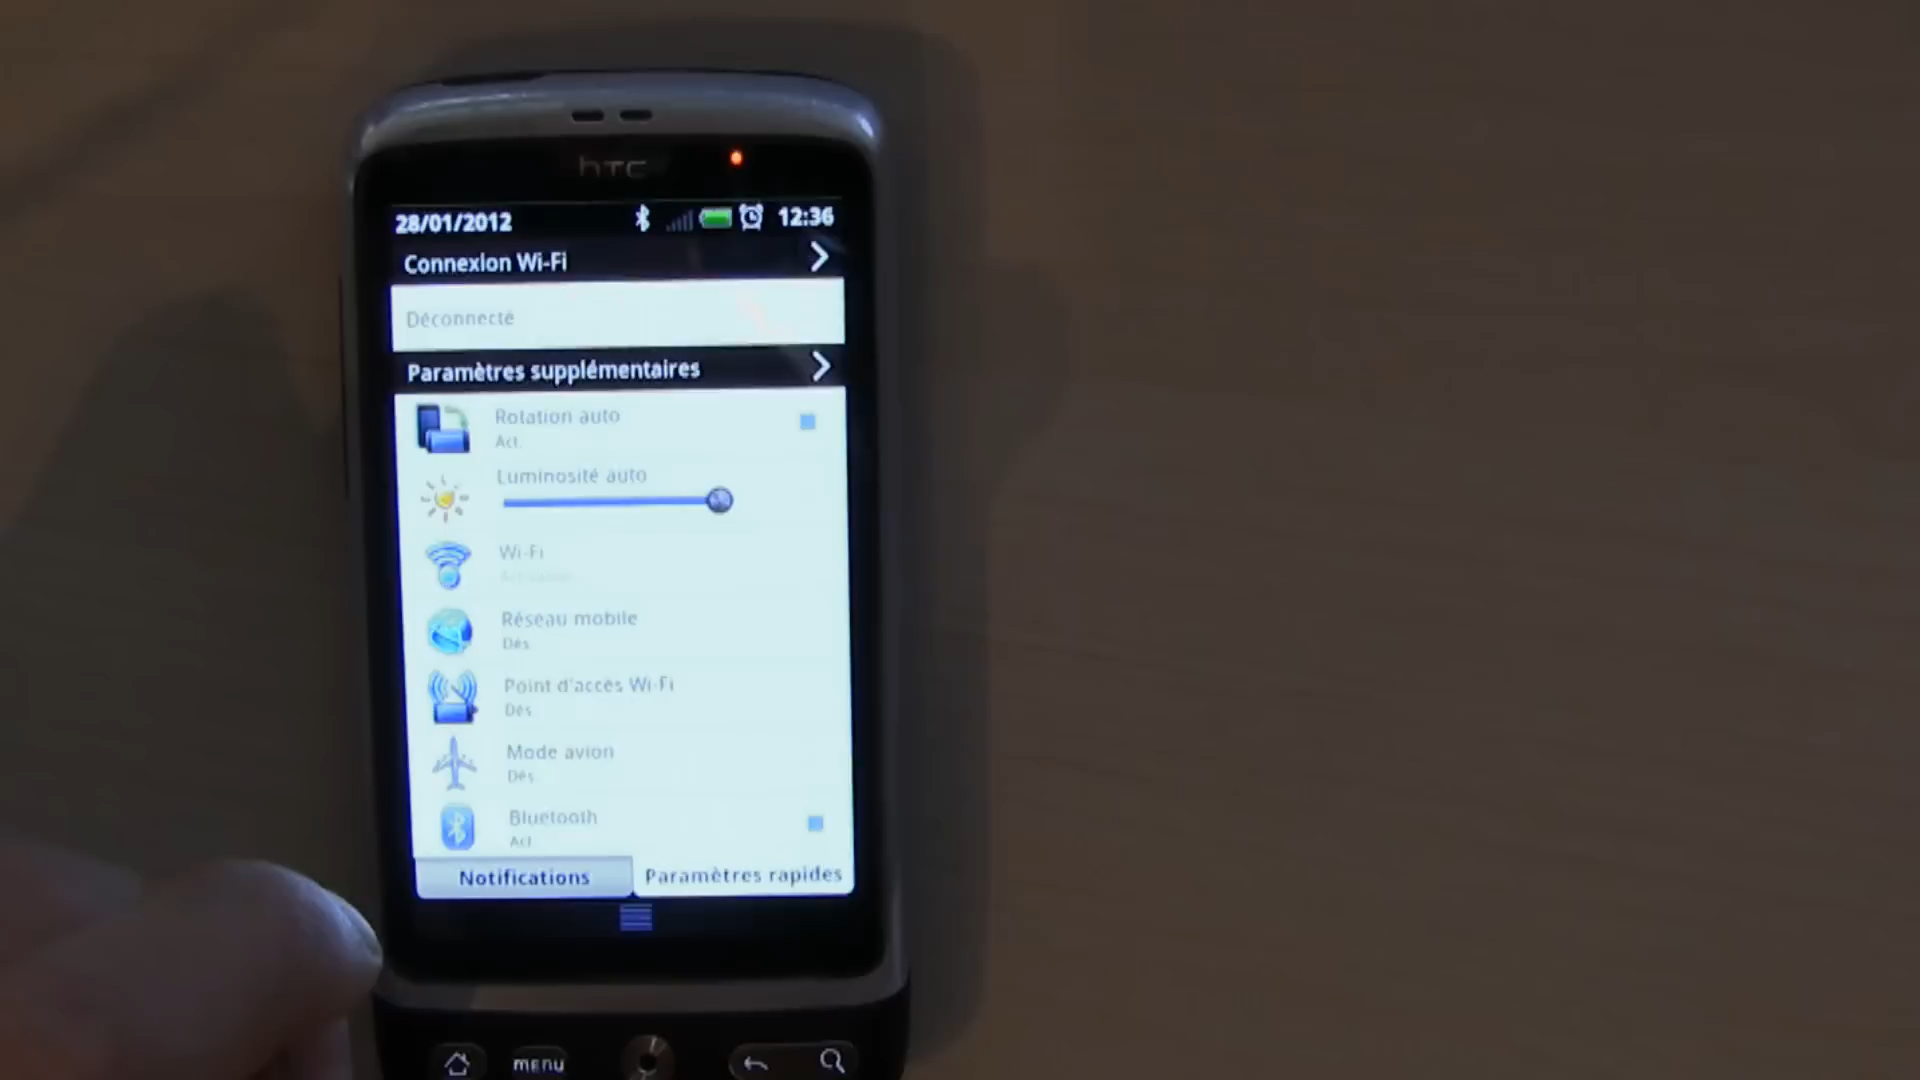 htc
28/01/2012 12:36
Connexion Wi-Fi
Déconnecté
Paramètres supplémentaires
Rotation auto
Act.
Luminosité auto
Wi-Fi
Réseau mobile
Dés.
Point d'accès Wi-Fi
Dés.
Mode avion
Dés.
Bluetooth
Act.
Notifications Paramètres rapides
menu